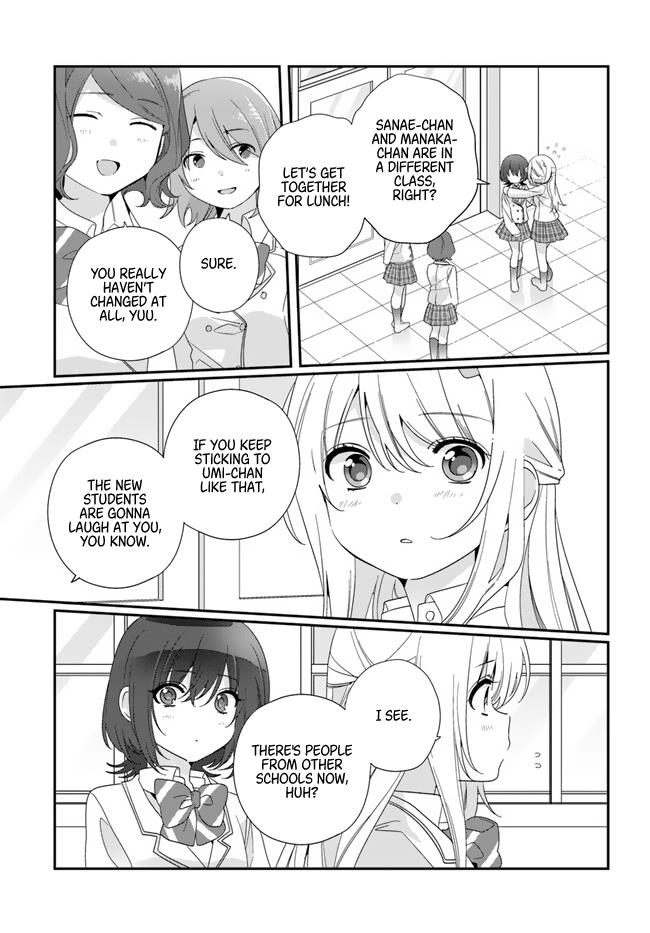 SANAE-CHAN
AND MANAKA-
CHAN ARE IN
A DIFFERENT
CLASS,
RIGHT?
LET'S GET
TOGETHER
FOR LUNCH!
SURE.
YOU REALLY
HAVEN'T
CHANGED AT
ALL, YUU.
IF YOU KEEP
STICKING TO
UMI-CHAN
LIKE THAT,
THE NEW
STUDENTS
ARE GONNA
LAUGH AT YOU,
YOU KNOW.
I SEE.
THERE'S PEOPLE
FROM OTHER
SCHOOLS NOW,
HUH?